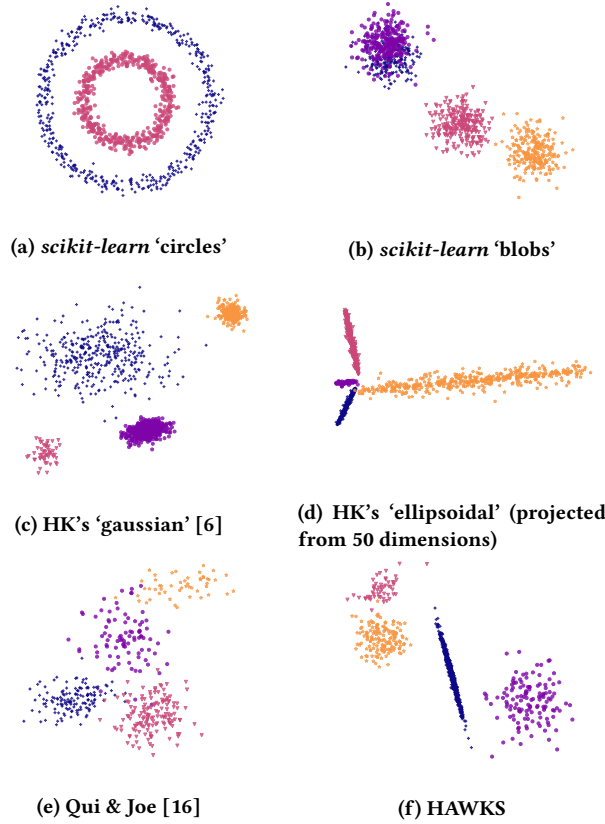 (a) scikit-learn ‘circles’
(b) scikit-learn ‘blobs’
(c) HK’s ‘gaussian’ [6]
(d) HK’s ‘ellipsoidal’ (projected
from 50 dimensions)
(e) Qui & Joe [16]
(f) HAWKS